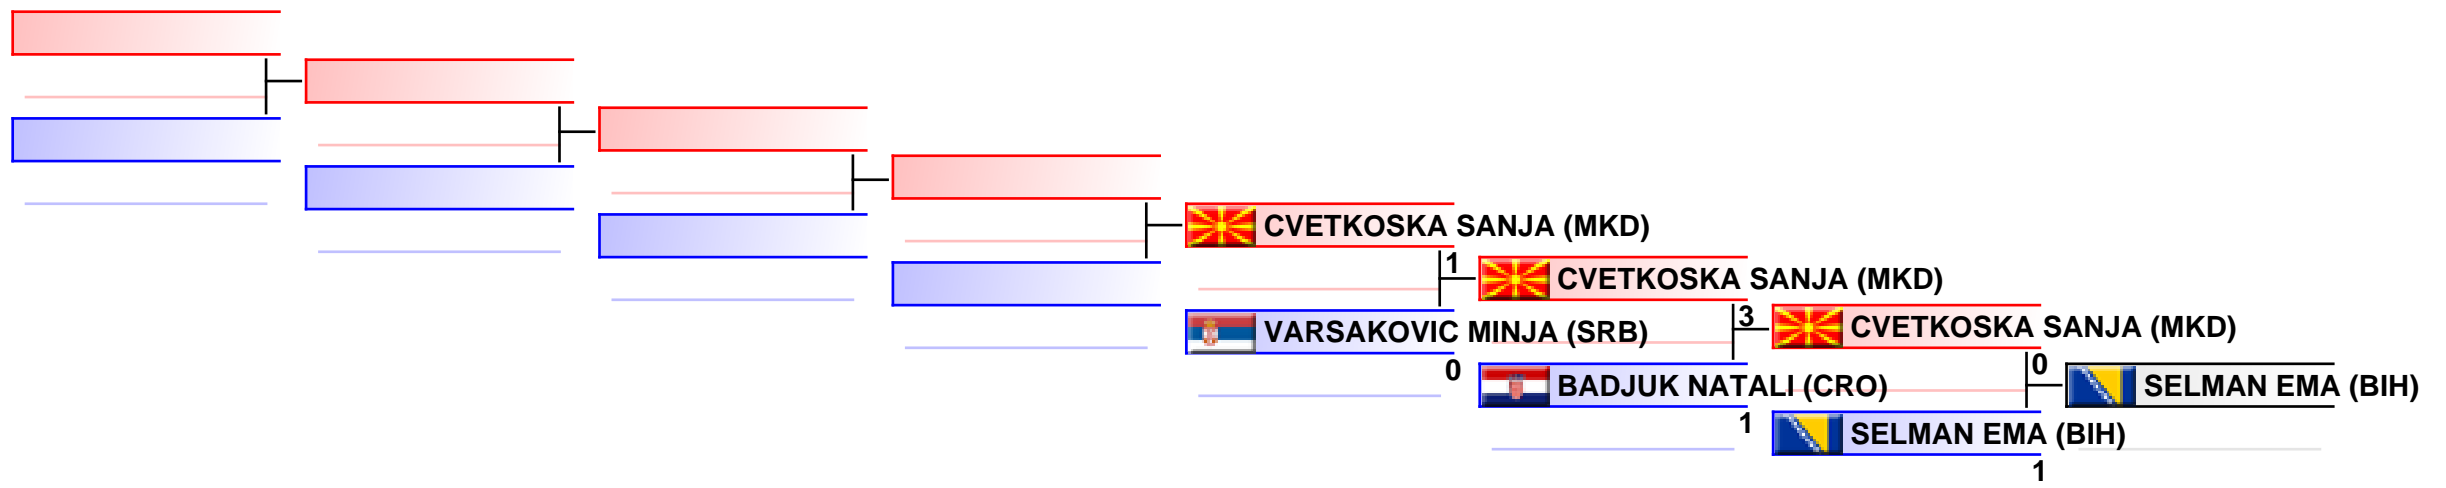 CVETKOSKA SANJA (MKD)
1
CVETKOSKA SANJA (MKD)
VARSAKOVIC MINJA (SRB)
0
3
CVETKOSKA SANJA (MKD)
BADJUK NATALI (CRO)
1
0
SELMAN EMA (BIH)
SELMAN EMA (BIH)
1